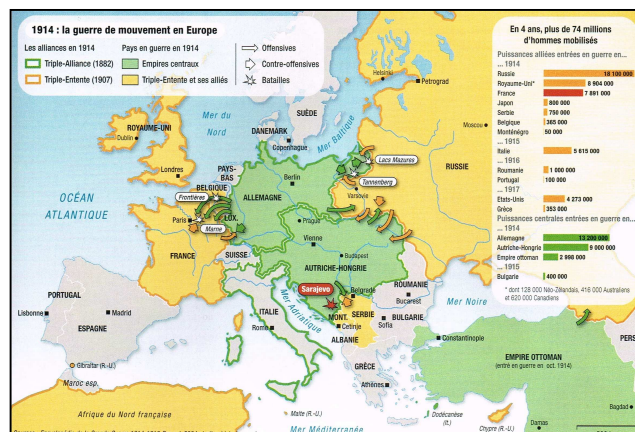 1914 : la guerre de mouvement en Europe
Les alliances en 1914
Triple-Alliance (1882)
Triple-Entente (1907)
Pays en guerre en 1914
Empires centraux
Triple-Entente et ses alliés
Offensives
Contre-offensives
Batailles
En 4 ans, plus de 74 millions
d'hommes mobilisés
Puissances alliées entrées en guerre en...
... 1914
Russie 18 100 000
Royaume-Uni* 8 904 000
France 7 891 000
Japon 800 000
Serbie 750 000
Belgique 365 000
Monténégro 50 000
... 1915
Italie 5 615 000
... 1916
Roumanie 1 000 000
Portugal 100 000
... 1917
Etats-Unis 4 273 000
Grèce 353 000
Puissances centrales entrées en guerre en...
... 1914
Allemagne 13 200 000
Autriche-Hongrie 9 000 000
Empire ottoman 2 998 000
... 1915
Bulgarie 400 000
* dont 128 000 Néo-Zélandais, 416 000 Australiens
et 620 000 Canadiens
Helsinki
Petrograd
SUÈDE
Mer du
Nord
DANEMARK
Copenhague
Mer Baltique
Moscou
ROYAUME-UNI
Dublin
Londres
PAYS-
BAS
Berlin
Lacs Mazures
Tannenberg
Varsovie
RUSSIE
BELGIQUE
Frontières
ALLEMAGNE
OCÉAN
ATLANTIQUE
Paris
LUX.
Marne
Prague
Vienne
FRANCE
SUISSE
Budapest
AUTRICHE-HONGRIE
Sarajevo
Belgrade
ROUMANIE
Bucarest
Mer Noire
PORTUGAL
Lisbonne
Madrid
ESPAGNE
ITALIE
Rome
Mer Adriatique
MONT.
SERBIE
Cetinje
Sofia
BULGARIE
ALBANIE
Constantinople
PERS
Gibraltar (R.-U.)
Maroc esp.
GRÈCE
Athènes
EMPIRE OTTOMAN
(entré en guerre en oct. 1914)
Afrique du Nord française
Malte (R.-U.)
Mer Méditerranée
Dodécanèse
(It.)
Chypre (R.-U.)
Bagdad
Damas